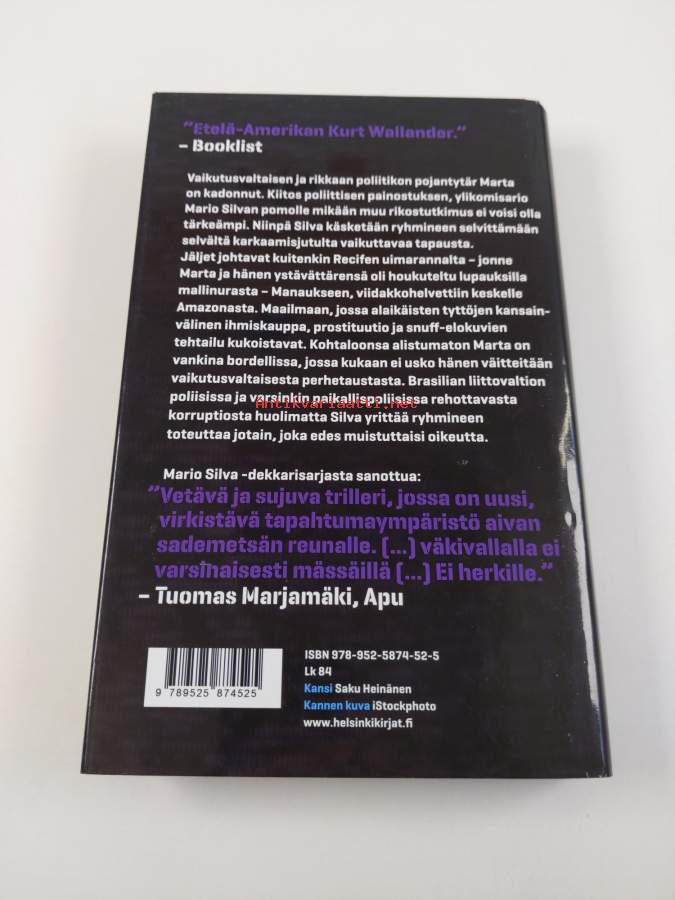 "Etelä-Amerikan Kurt Wallander."
– Booklist
Vaikutusvaltaisen ja rikkaan poliitikon pojantytär Marta
on kadonnut. Kiitos poliittisen painostuksen, ylikomisario
Mario Silvan pomolle mikään muu rikostutkimus ei voisi olla
tärkeämpi. Niinpä Silva käsketään ryhmineen selvittämään
selvältä karkaamisjutulta vaikuttavaa tapausta.
Jäljet johtavat kuitenkin Recifen uimarannalta – jonne
Marta ja hänen ystävättärensä oli houkuteltu lupauksilla
mallinurasta – Manaukseen, viidakkohelvettiin keskelle
Amazonasta. Maailmaan, jossa alaikäisten tyttöjen kansain-
välinen ihmiskauppa, prostituutio ja snuff-elokuvien
tehtailu kukoistavat. Kohtaloonsa alistumaton Marta on
vankina bordellissa, jossa kukaan ei usko hänen väitteitään
vaikutusvaltaisesta perhetaustasta. Brasilian liittovaltion
poliisissa ja varsinkin paikallispoliisissa rehottavasta
Antikvariaatti.net
korruptiosta huolimatta Silva yrittää ryhmineen
toteuttaa jotain, joka edes muistuttaisi oikeutta.
Mario Silva -dekkarisarjasta sanottua:
"Vetävä ja sujuva trilleri, jossa on uusi,
virkistävä tapahtumaympäristö aivan
sademetsän reunalle. (...) väkivallalla ei
varsinaisesti mässäillä (...) Ei herkille."
– Tuomas Marjamäki, Apu
ISBN 978-952-5874-52-5
Lk 84
Kansi Saku Heinänen
Kannen kuva iStockphoto
www.helsinkikirjat.fi
9 789525 874525